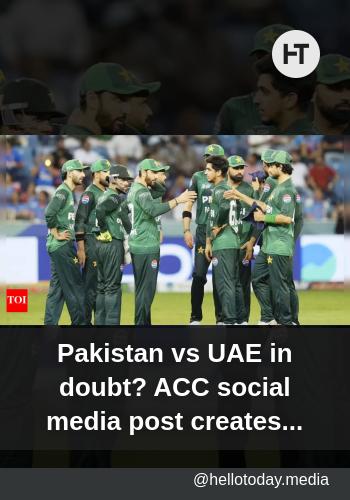 HT
TOI
Pakistan vs UAE in
doubt? ACC social
media post creates...
@hellotoday.media